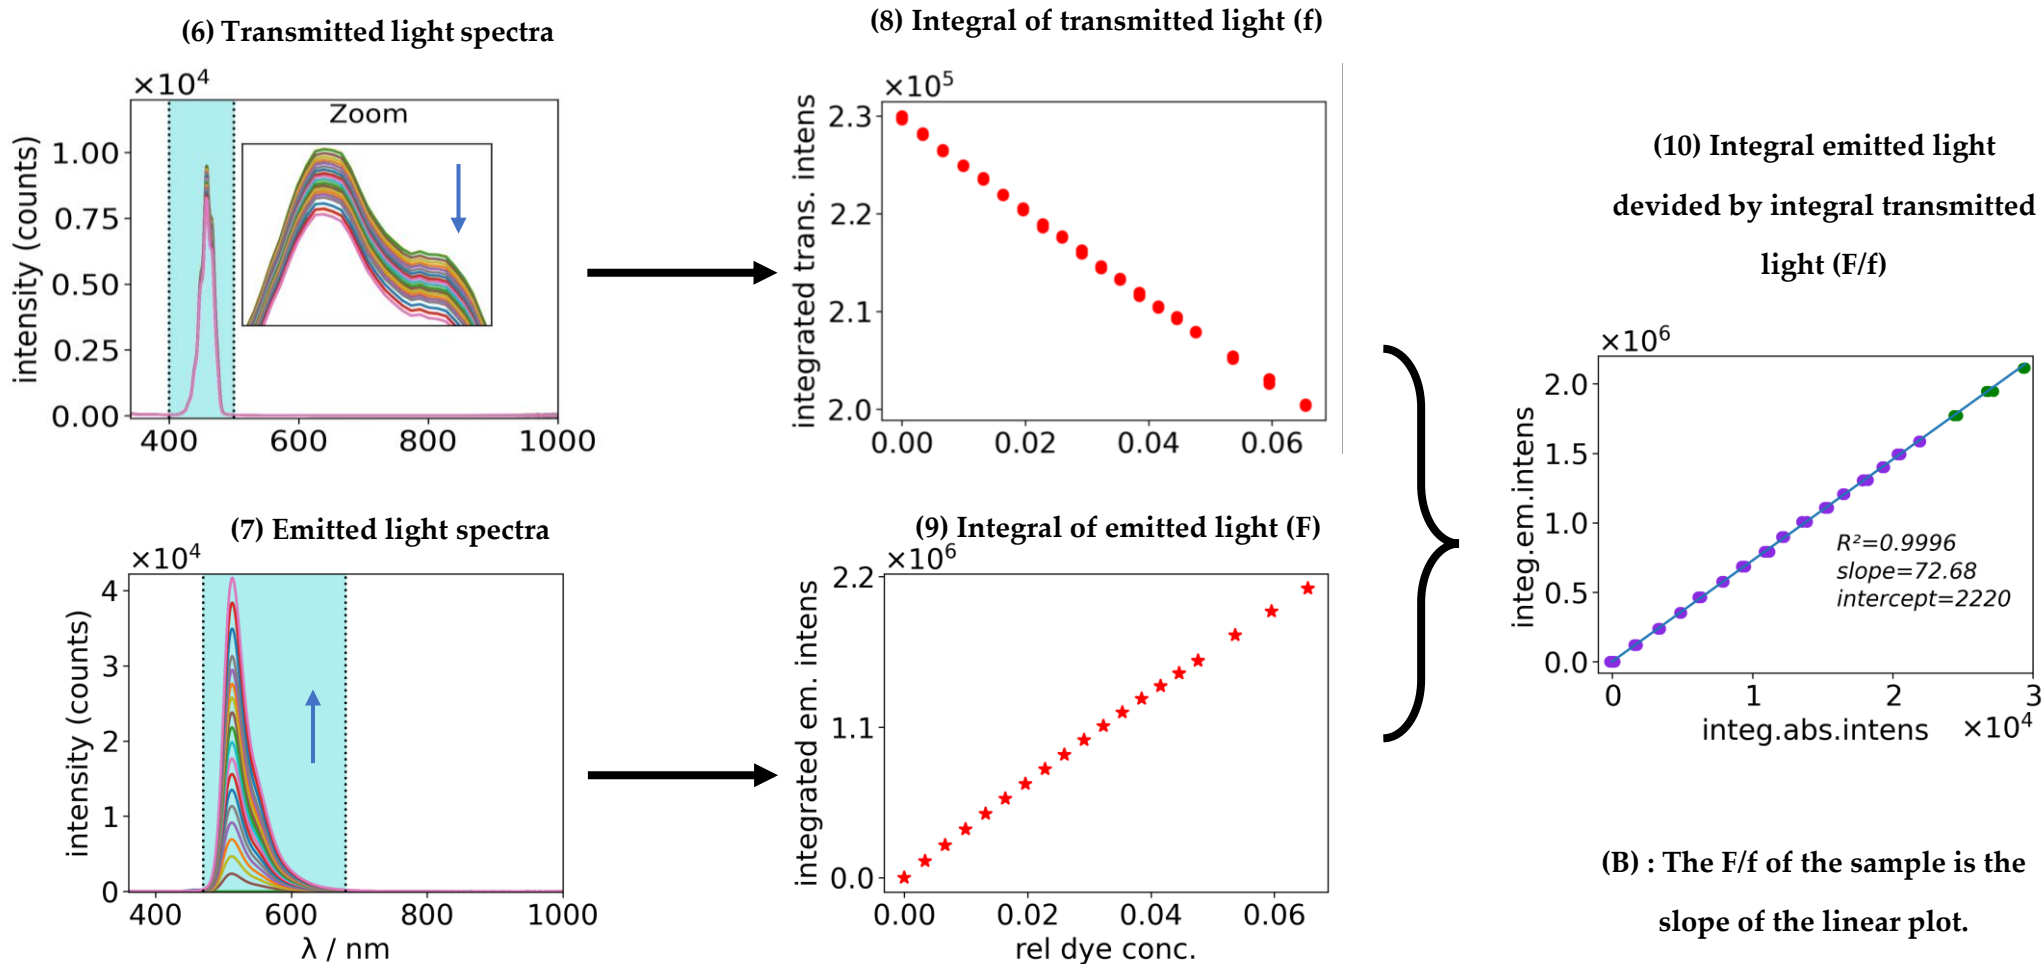 (6) Transmitted light spectra
×10⁴
Zoom
intensity (counts)
1.00
0.75
0.50
0.25
0.00
400 600 800 1000
(8) Integral of transmitted light (f)
×10⁵
integrated trans. intens
2.3
2.2
2.1
2.0
0.00 0.02 0.04 0.06
(7) Emitted light spectra
×10⁴
intensity (counts)
4
3
2
1
0
400 600 800 1000
λ / nm
(9) Integral of emitted light (F)
×10⁶
integrated em. intens
2.2
1.1
0.0
0.00 0.02 0.04 0.06
rel dye conc.
(10) Integral emitted light
devided by integral transmitted
light (F/f)
×10⁶
integ.em.intens
2.0
1.5
1.0
0.5
0.0
R²=0.9996
slope=72.68
intercept=2220
0 1 2 3
integ.abs.intens ×10⁴
(B) : The F/f of the sample is the
slope of the linear plot.